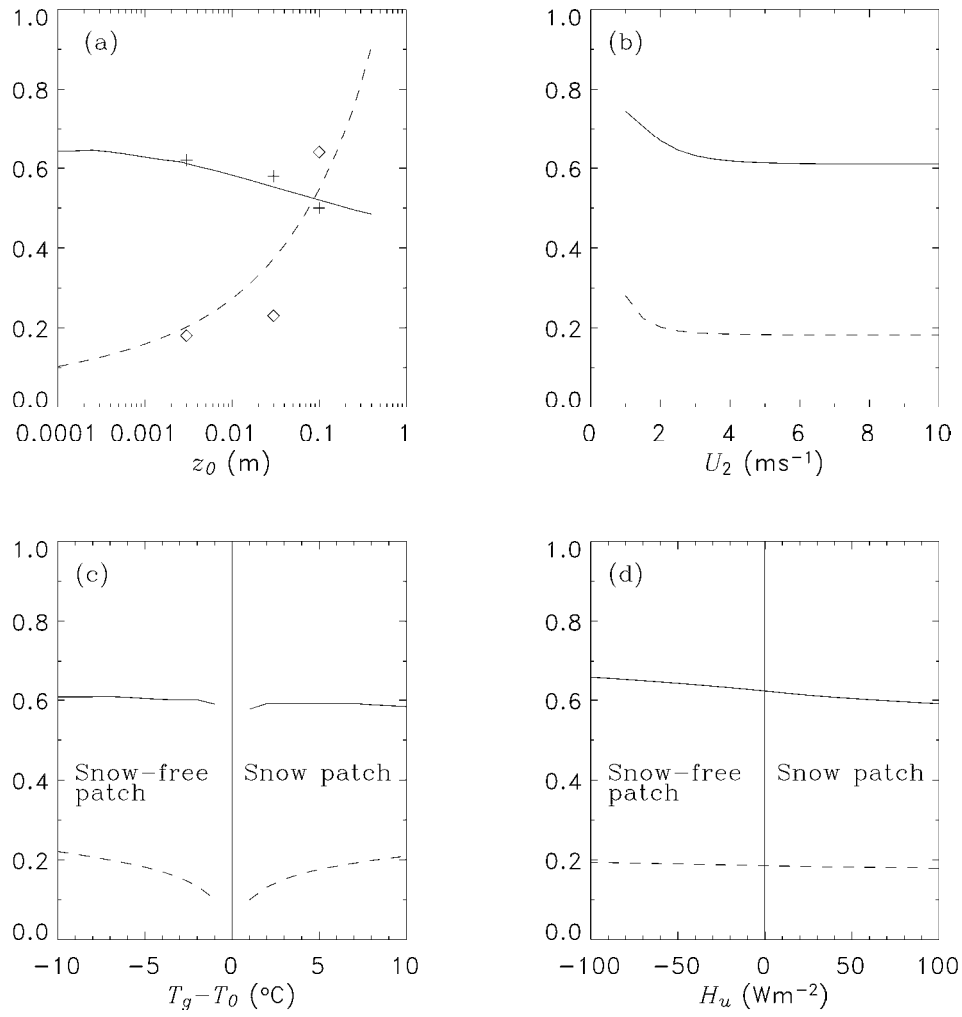 1.0
(a)
0.8
0.6
0.4
0.2
0.0
0.0001 0.001 0.01 0.1 1
z0 (m)
1.0
(b)
0.8
0.6
0.4
0.2
0.0
0 2 4 6 8 10
U2 (ms−1)
1.0
(c)
0.8
0.6
0.4
0.2
0.0
Snow−free
patch
Snow patch
−10 −5 0 5 10
Tg−T0 (°C)
1.0
(d)
0.8
0.6
0.4
0.2
0.0
Snow−free
patch
Snow patch
−100 −50 0 50 100
Hu (Wm−2)